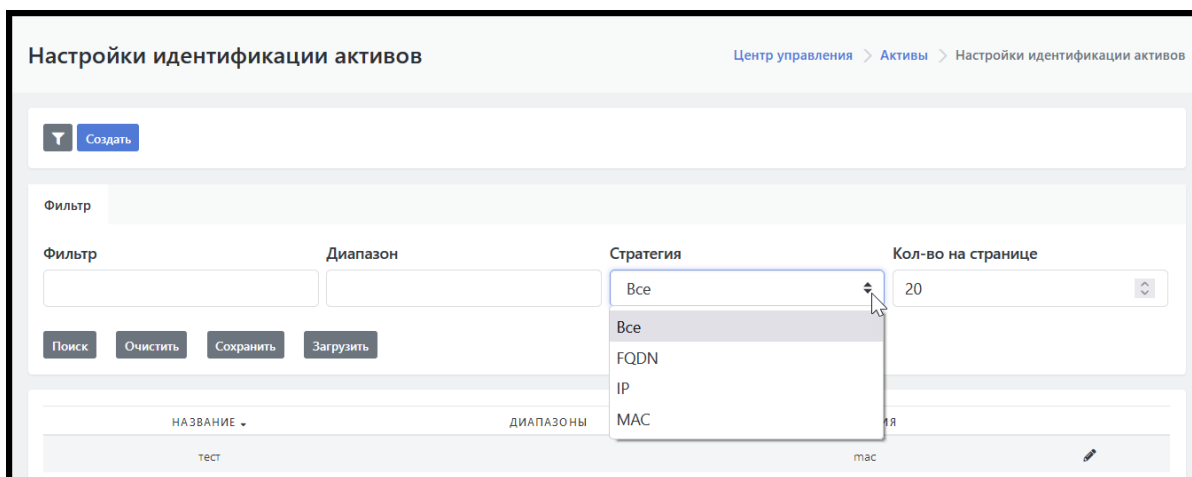 Настройки идентификации активов
Центр управления > Активы > Настройки идентификации активов
Создать
Фильтр
Фильтр Диапазон Стратегия Кол-во на странице
Все 20
Все
FQDN
IP
MAC
Поиск Очистить Сохранить Загрузить
НАЗВАНИЕ ДИАПАЗОНЫ
тест mac